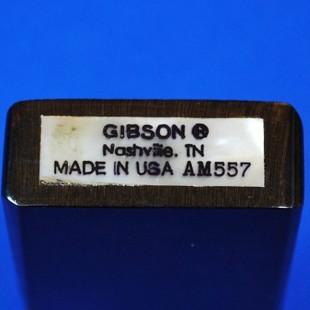 GIBSON ®
Nashville. TN
MADE IN USA AM557